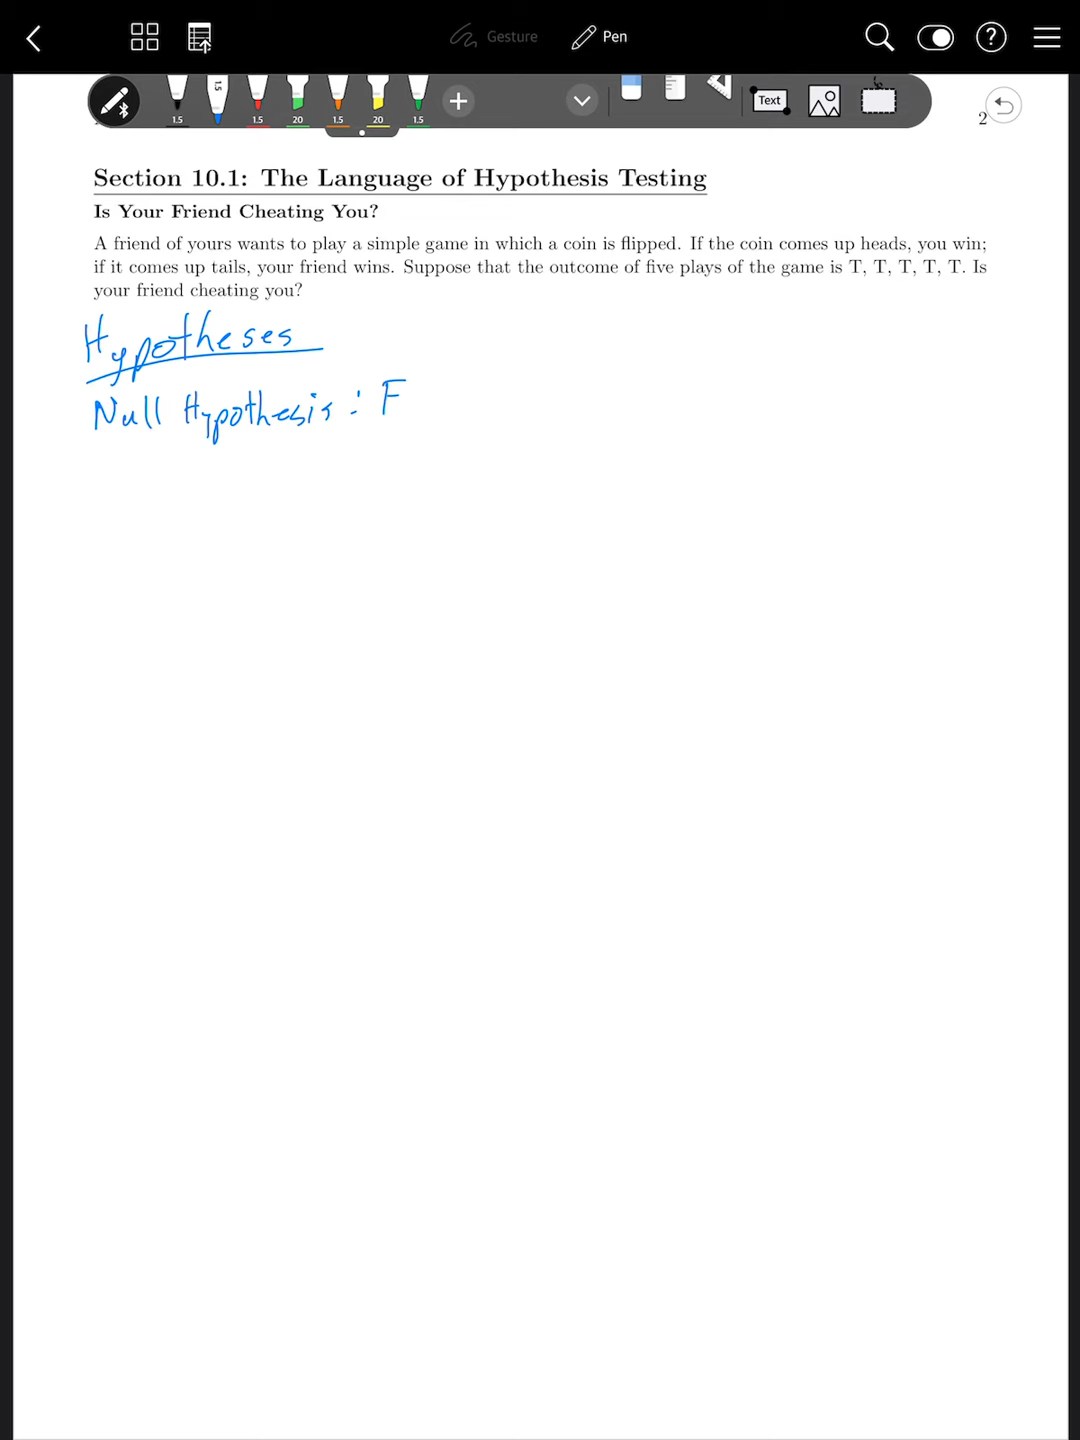 Gesture
Pen
1.5
1.5
1.5
20
1.5
20
1.5
Text
2
Section 10.1: The Language of Hypothesis Testing
Is Your Friend Cheating You?
A friend of yours wants to play a simple game in which a coin is flipped. If the coin comes up heads, you win;
if it comes up tails, your friend wins. Suppose that the outcome of five plays of the game is T, T, T, T, T. Is
your friend cheating you?
Hypotheses
Null Hypothesis: F